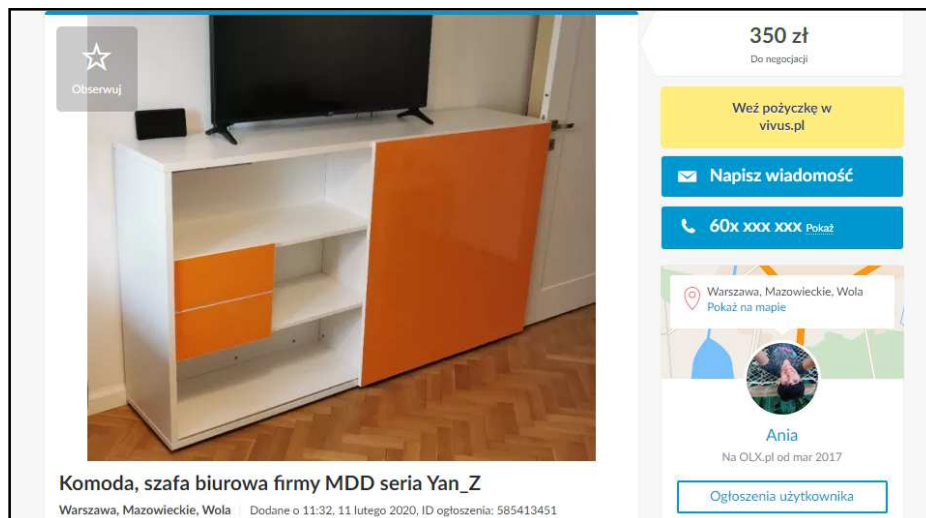 Obserwuj
350 zł
Do negocjacji
Weź pożyczkę w
vivus.pl
Napisz wiadomość
60x xxx xxx Pokaż
Warszawa, Mazowieckie, Wola
Pokaż na mapie
Ania
Na OLX.pl od mar 2017
Ogłoszenia użytkownika
Komoda, szafa biurowa firmy MDD seria Yan_Z
Warszawa, Mazowieckie, Wola Dodane o 11:32, 11 lutego 2020, ID ogłoszenia: 585413451